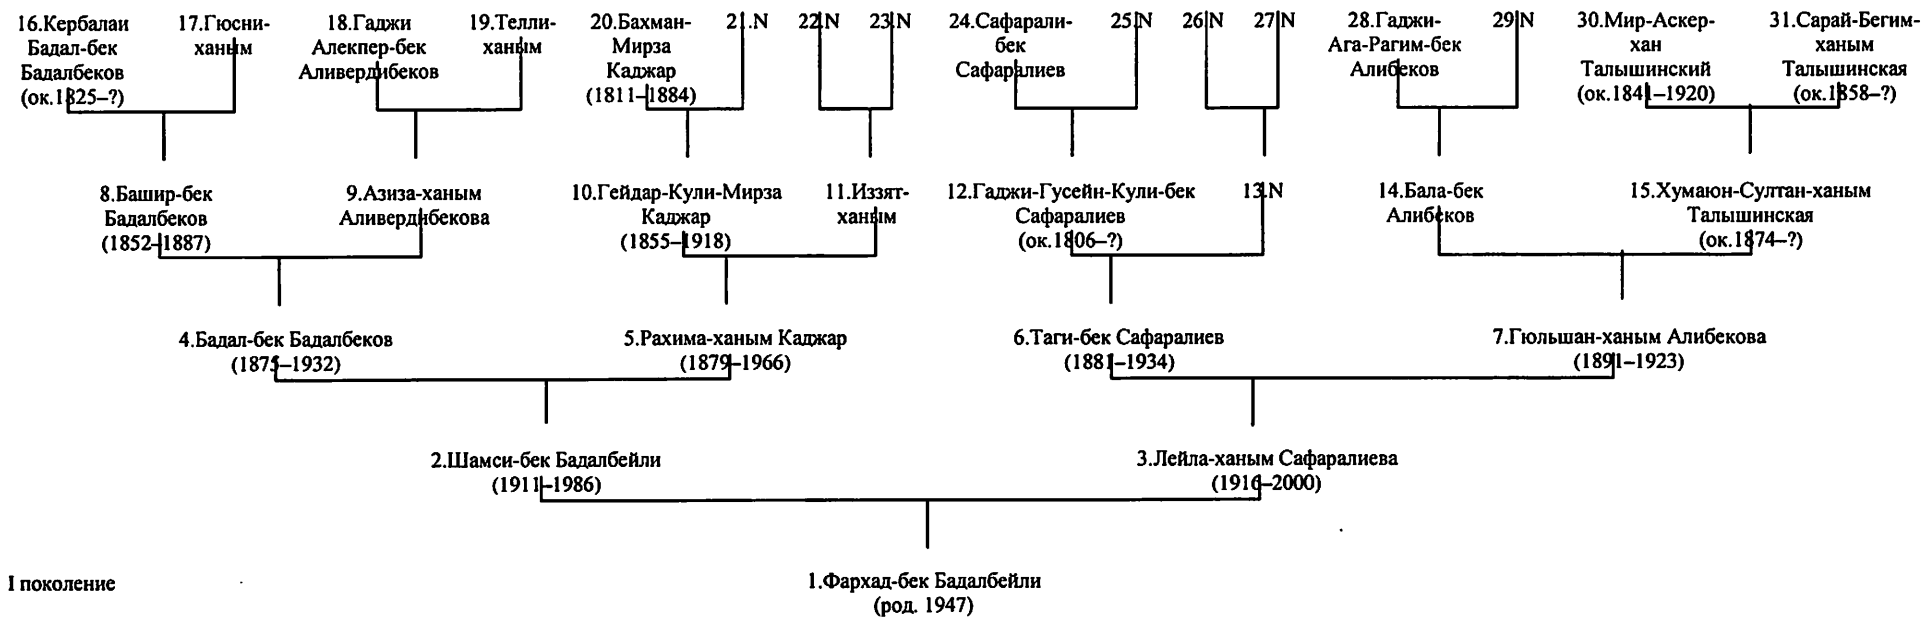 16.Кербалаи
Бадал-бек
Бадалбеков
(ок.1825–?)
17.Гюсни-
ханым
18.Гаджи
Алекпер-бек
Аливердибеков
19.Телли-
ханым
20.Бахман-
Мирза
Каджар
(1811–1884)
21.N
22.N
23.N
24.Сафарали-
бек
Сафаралиев
25.N
26.N
27.N
28.Гаджи-
Ага-Рагим-бек
Алибеков
29.N
30.Мир-Аскер-
хан
Талышинский
(ок.1841–1920)
31.Сарай-Бегим-
ханым
Талышинская
(ок.1858–?)
8.Башир-бек
Бадалбеков
(1852–1887)
9.Азиза-ханым
Аливердибекова
10.Гейдар-Кули-Мирза
Каджар
(1855–1918)
11.Иззят-
ханым
12.Гаджи-Гусейн-Кули-бек
Сафаралиев
(ок.1806–?)
13.N
14.Бала-бек
Алибеков
15.Хумаюн-Султан-ханым
Талышинская
(ок.1874–?)
4.Бадал-бек Бадалбеков
(1875–1932)
5.Рахима-ханым Каджар
(1879–1966)
6.Таги-бек Сафаралиев
(1881–1934)
7.Гюльшан-ханым Алибекова
(1891–1923)
2.Шамси-бек Бадалбейли
(1911–1986)
3.Лейла-ханым Сафаралиева
(1916–2000)
I поколение
1.Фархад-бек Бадалбейли
(род. 1947)